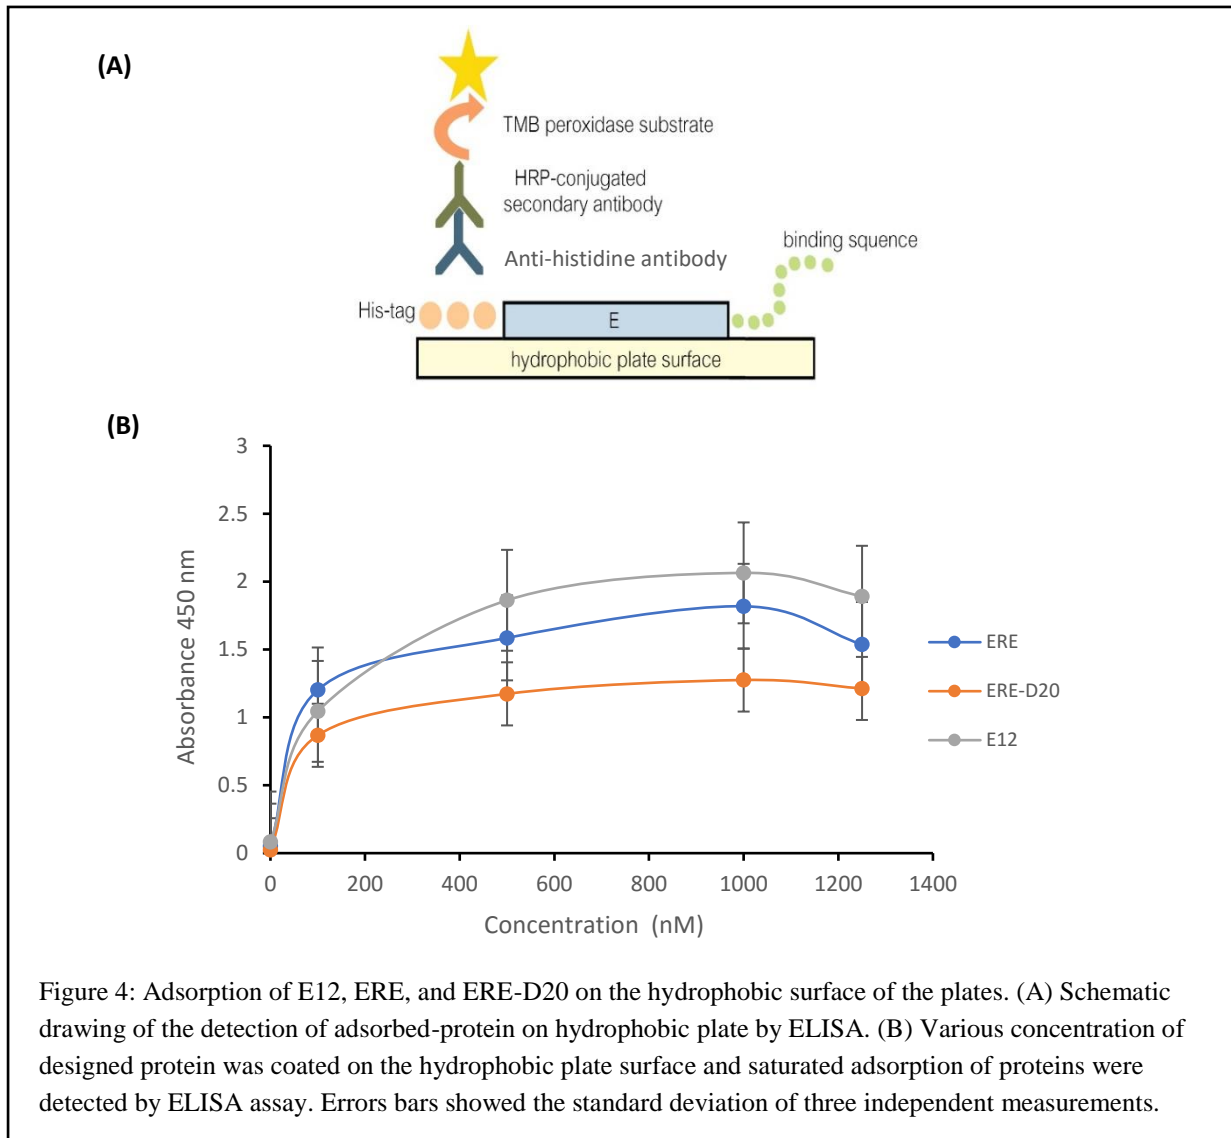 (A)
TMB peroxidase substrate
HRP-conjugated
secondary antibody
binding squence
Anti-histidine antibody
His-tag
E
hydrophobic plate surface
(B)
3
2.5
2
1.5
1
0.5
0
Absorbance 450 nm
0 200 400 600 800 1000 1200 1400
Concentration (nM)
ERE
ERE-D20
E12
Figure 4: Adsorption of E12, ERE, and ERE-D20 on the hydrophobic surface of the plates. (A) Schematic
drawing of the detection of adsorbed-protein on hydrophobic plate by ELISA. (B) Various concentration of
designed protein was coated on the hydrophobic plate surface and saturated adsorption of proteins were
detected by ELISA assay. Errors bars showed the standard deviation of three independent measurements.